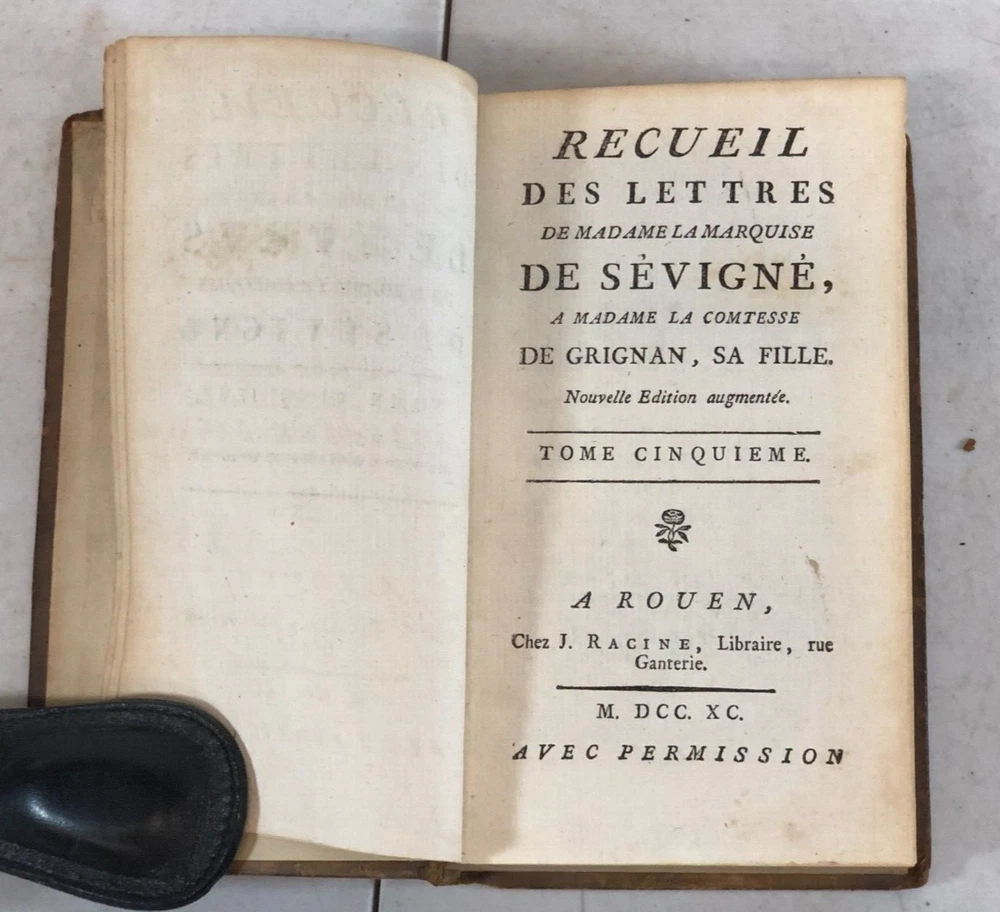 RECUEIL
DES LETTRES
DE MADAME LA MARQUISE
DE SÉVIGNÉ,
A MADAME LA COMTESSE
DE GRIGNAN, SA FILLE.
Nouvelle Edition augmentée.
TOME CINQUIEME.
A ROUEN,
Chez J. RACINE, Libraire, rue
Ganterie.
M. DCC. XC.
AVEC PERMISSION